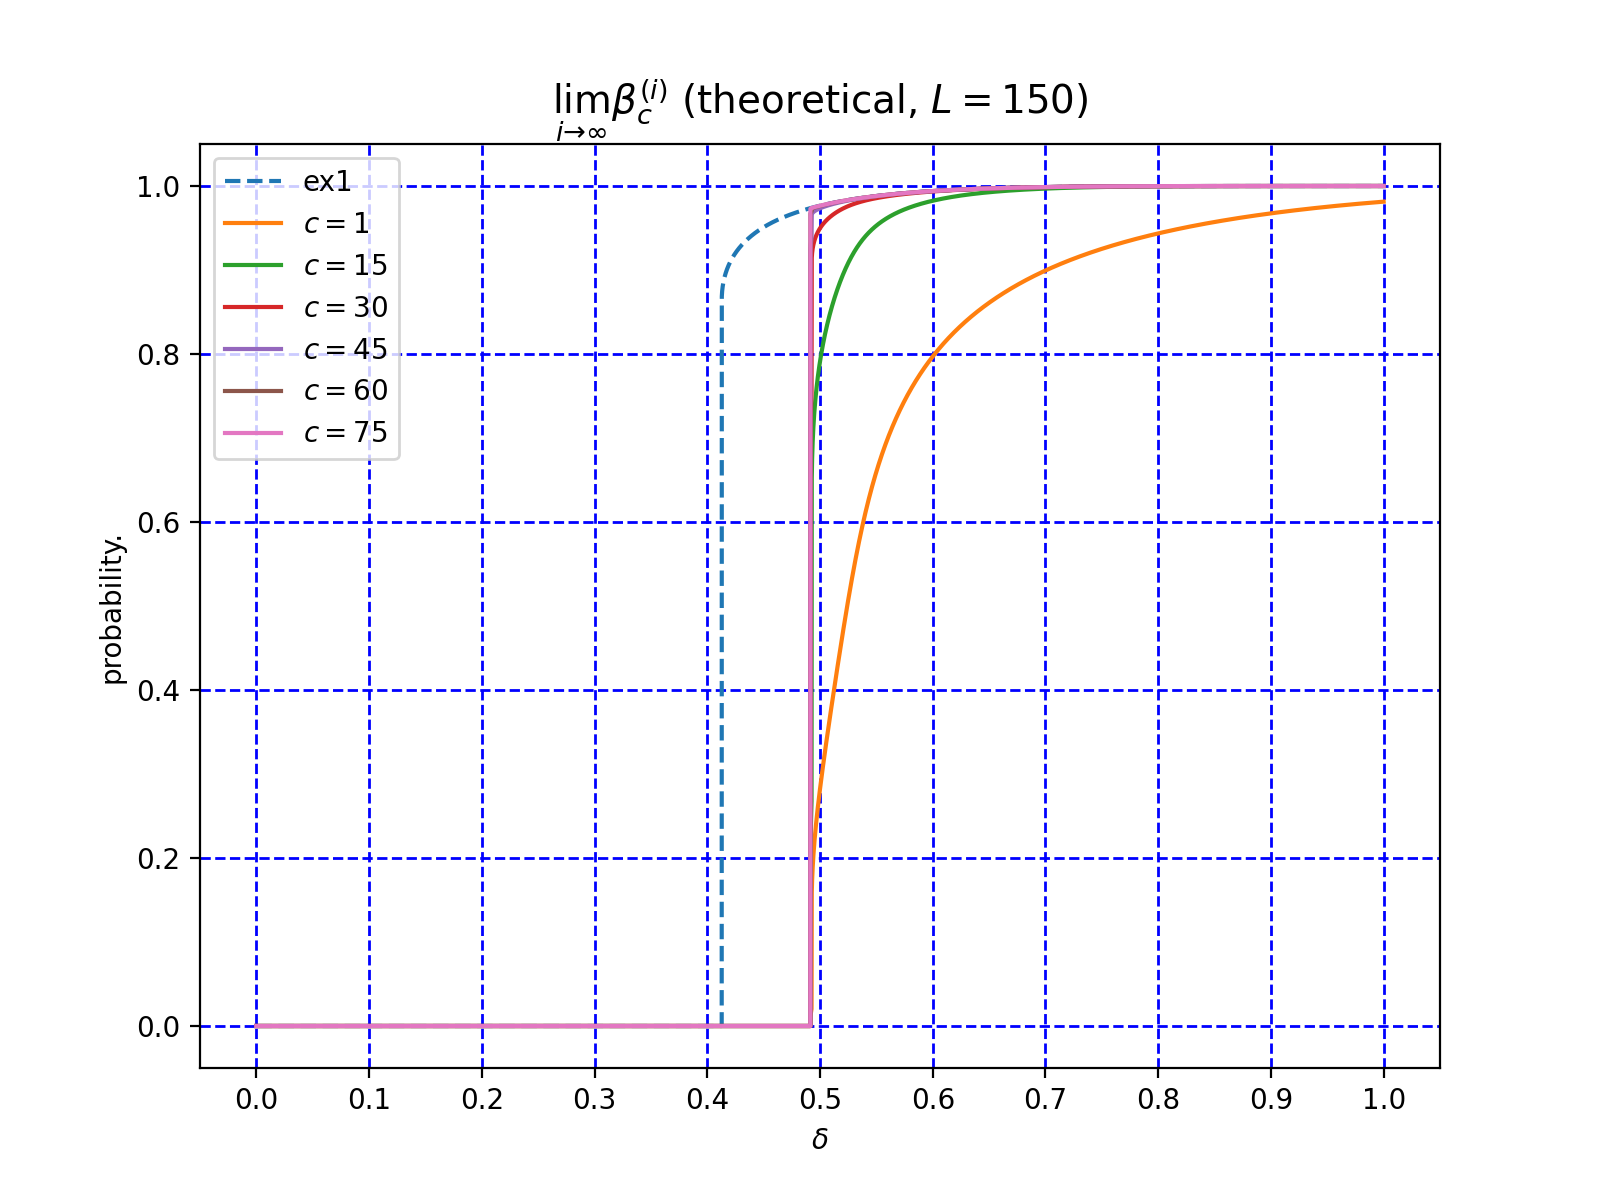 lim β_c^(i) (theoretical, L = 150)
i→∞
ex1
c = 1
c = 15
c = 30
c = 45
c = 60
c = 75
1.0
0.8
0.6
0.4
0.2
0.0
probability.
0.0 0.1 0.2 0.3 0.4 0.5 0.6 0.7 0.8 0.9 1.0
δ